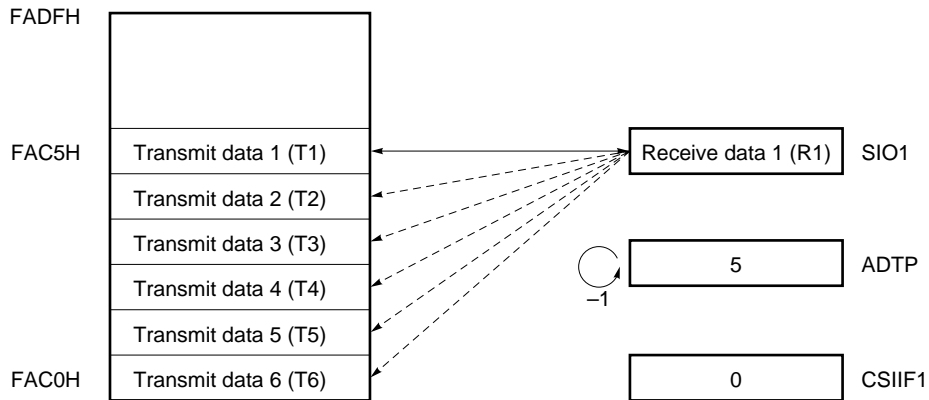 FADFH
FAC5H
Transmit data 1 (T1)
Receive data 1 (R1)
SIO1
Transmit data 2 (T2)
Transmit data 3 (T3)
5
ADTP
Transmit data 4 (T4)
–1
Transmit data 5 (T5)
FAC0H
Transmit data 6 (T6)
0
CSIIF1